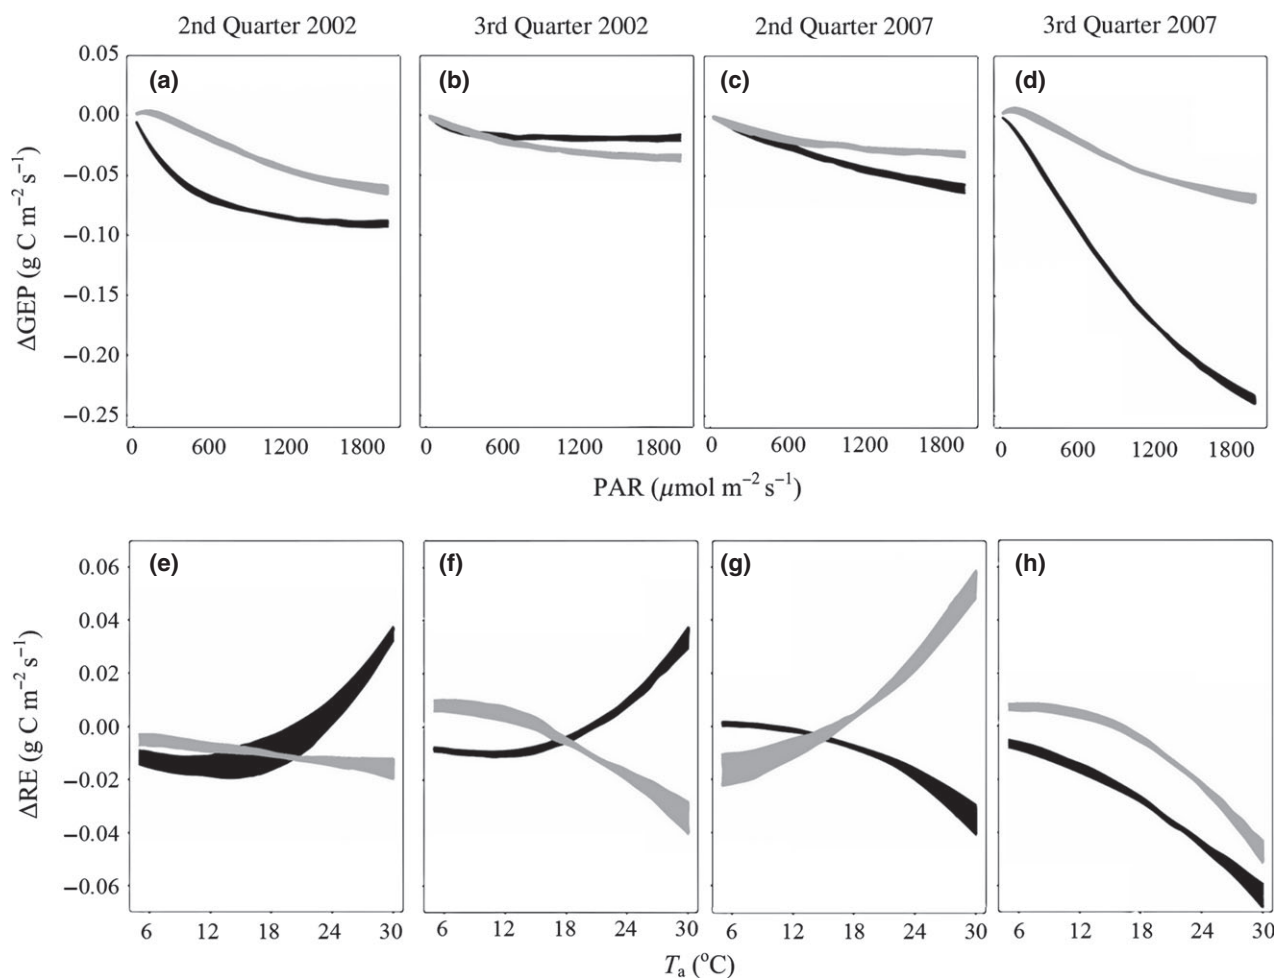 2nd Quarter 2002 3rd Quarter 2002 2nd Quarter 2007 3rd Quarter 2007
(a) (b) (c) (d)
0.05
0.00
−0.05
−0.10
−0.15
−0.20
−0.25
ΔGEP (g C m⁻² s⁻¹)
0 600 1200 1800 0 600 1200 1800 0 600 1200 1800 0 600 1200 1800
PAR (μmol m⁻² s⁻¹)
(e) (f) (g) (h)
0.06
0.04
0.02
0.00
−0.02
−0.04
−0.06
ΔRE (g C m⁻² s⁻¹)
6 12 18 24 30 6 12 18 24 30 6 12 18 24 30 6 12 18 24 30
Tₐ (°C)